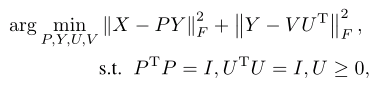 arg min_{P,Y,U,V} ‖X − PY‖_F^2 + ‖Y − VU^T‖_F^2 ,
s.t. P^T P = I, U^T U = I, U ≥ 0,